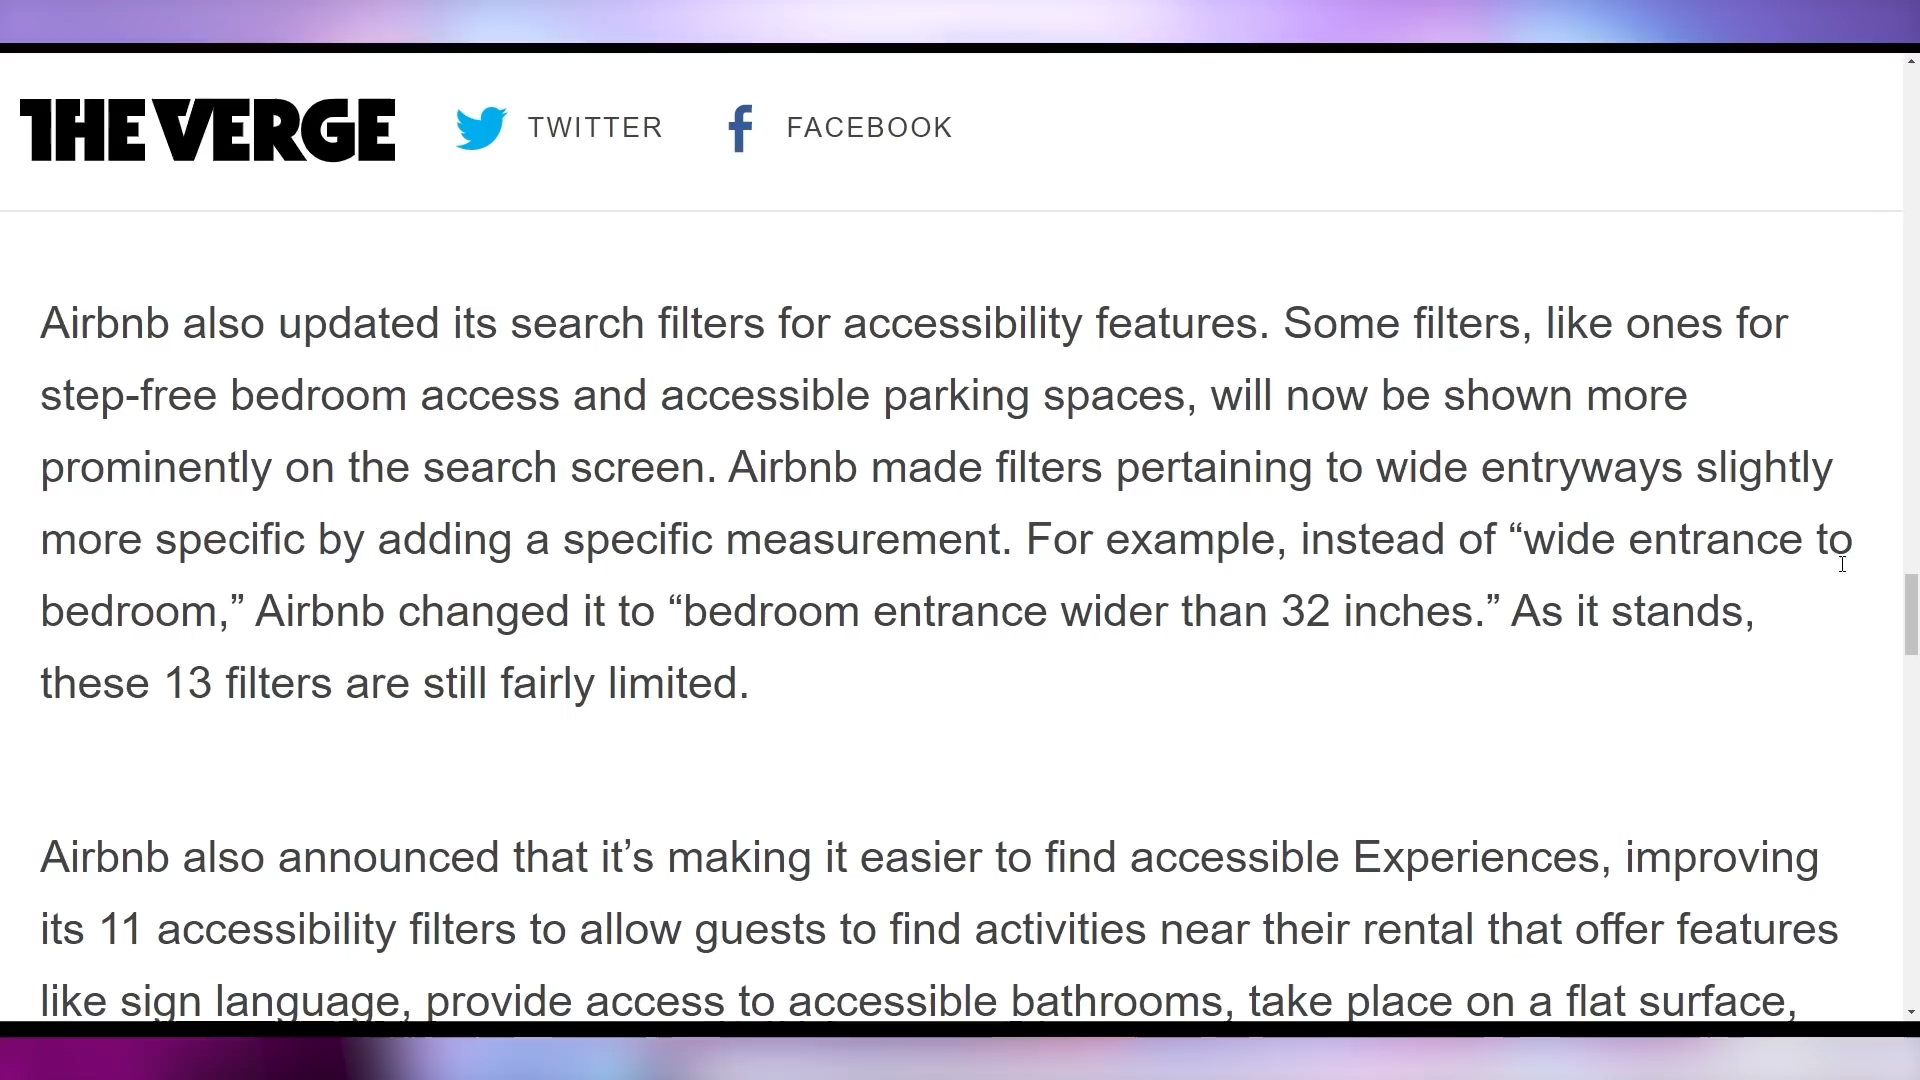 THE VERGE TWITTER FACEBOOK
Airbnb also updated its search filters for accessibility features. Some filters, like ones for
step-free bedroom access and accessible parking spaces, will now be shown more
prominently on the search screen. Airbnb made filters pertaining to wide entryways slightly
more specific by adding a specific measurement. For example, instead of “wide entrance to
bedroom,” Airbnb changed it to “bedroom entrance wider than 32 inches.” As it stands,
these 13 filters are still fairly limited.
Airbnb also announced that it’s making it easier to find accessible Experiences, improving
its 11 accessibility filters to allow guests to find activities near their rental that offer features
like sign language, provide access to accessible bathrooms, take place on a flat surface,